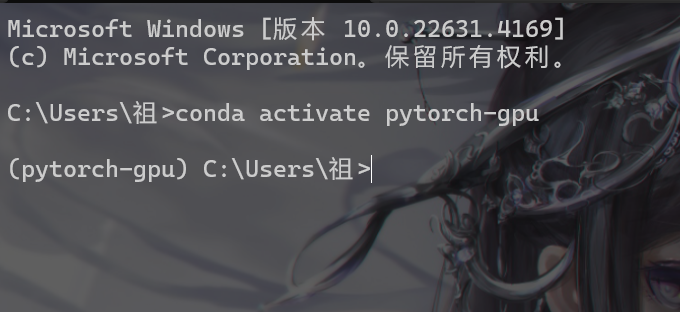 Microsoft Windows [版本 10.0.22631.4169]
(c) Microsoft Corporation。保留所有权利。
C:\Users\祖>conda activate pytorch-gpu
(pytorch-gpu) C:\Users\祖>